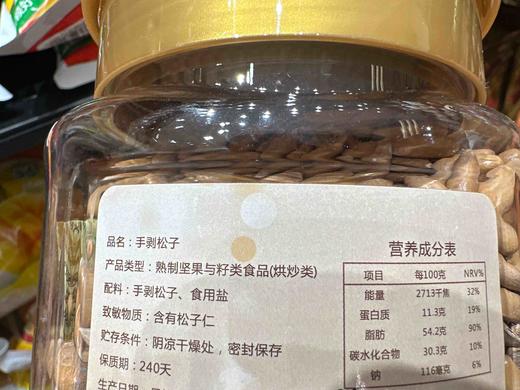 品名：手剥松子
产品类型：熟制坚果与籽类食品(烘炒类)
配料：手剥松子、食用盐
致敏物质：含有松子仁
贮存条件：阴凉干燥处，密封保存
保质期：240天
营养成分表
项目 每100克 NRV%
能量 2713千焦 32%
蛋白质 11.3克 19%
脂肪 54.2克 90%
碳水化合物 30.3克 10%
钠 116毫克 6%